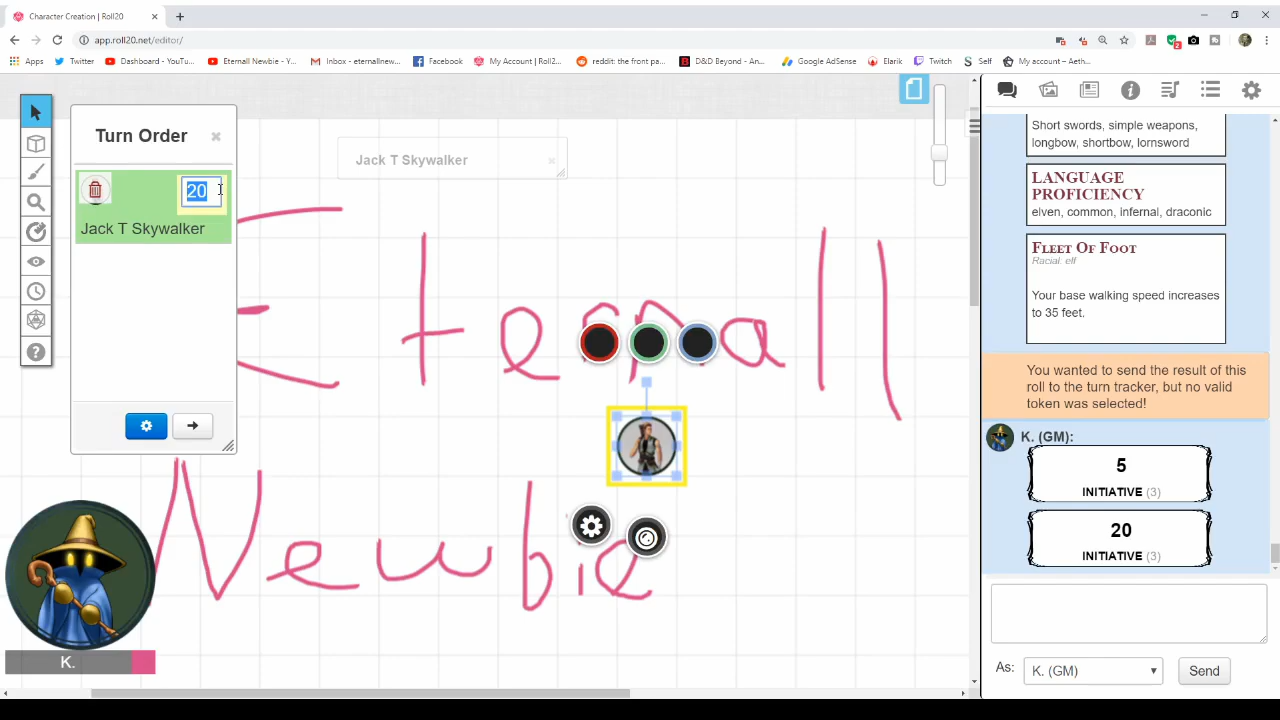 Character Creation | Roll20
app.roll20.net/editor/
Apps Twitter Dashboard - YouTu... Eternall Newbie - Y... Inbox - eternallnew... Facebook My Account | Roll2... reddit: the front pa... D&D Beyond - An... Google AdSense Elarik Twitch Self My account – Aeth...
Turn Order
20
Jack T Skywalker
Jack T Skywalker
Eternall
Newbie
K.
Short swords, simple weapons,
longbow, shortbow, lornsword
LANGUAGE
PROFICIENCY
elven, common, infernal, draconic
FLEET OF FOOT
Racial: elf
Your base walking speed increases
to 35 feet.
You wanted to send the result of this
roll to the turn tracker, but no valid
token was selected!
K. (GM):
5
INITIATIVE (3)
20
INITIATIVE (3)
As: K. (GM) Send